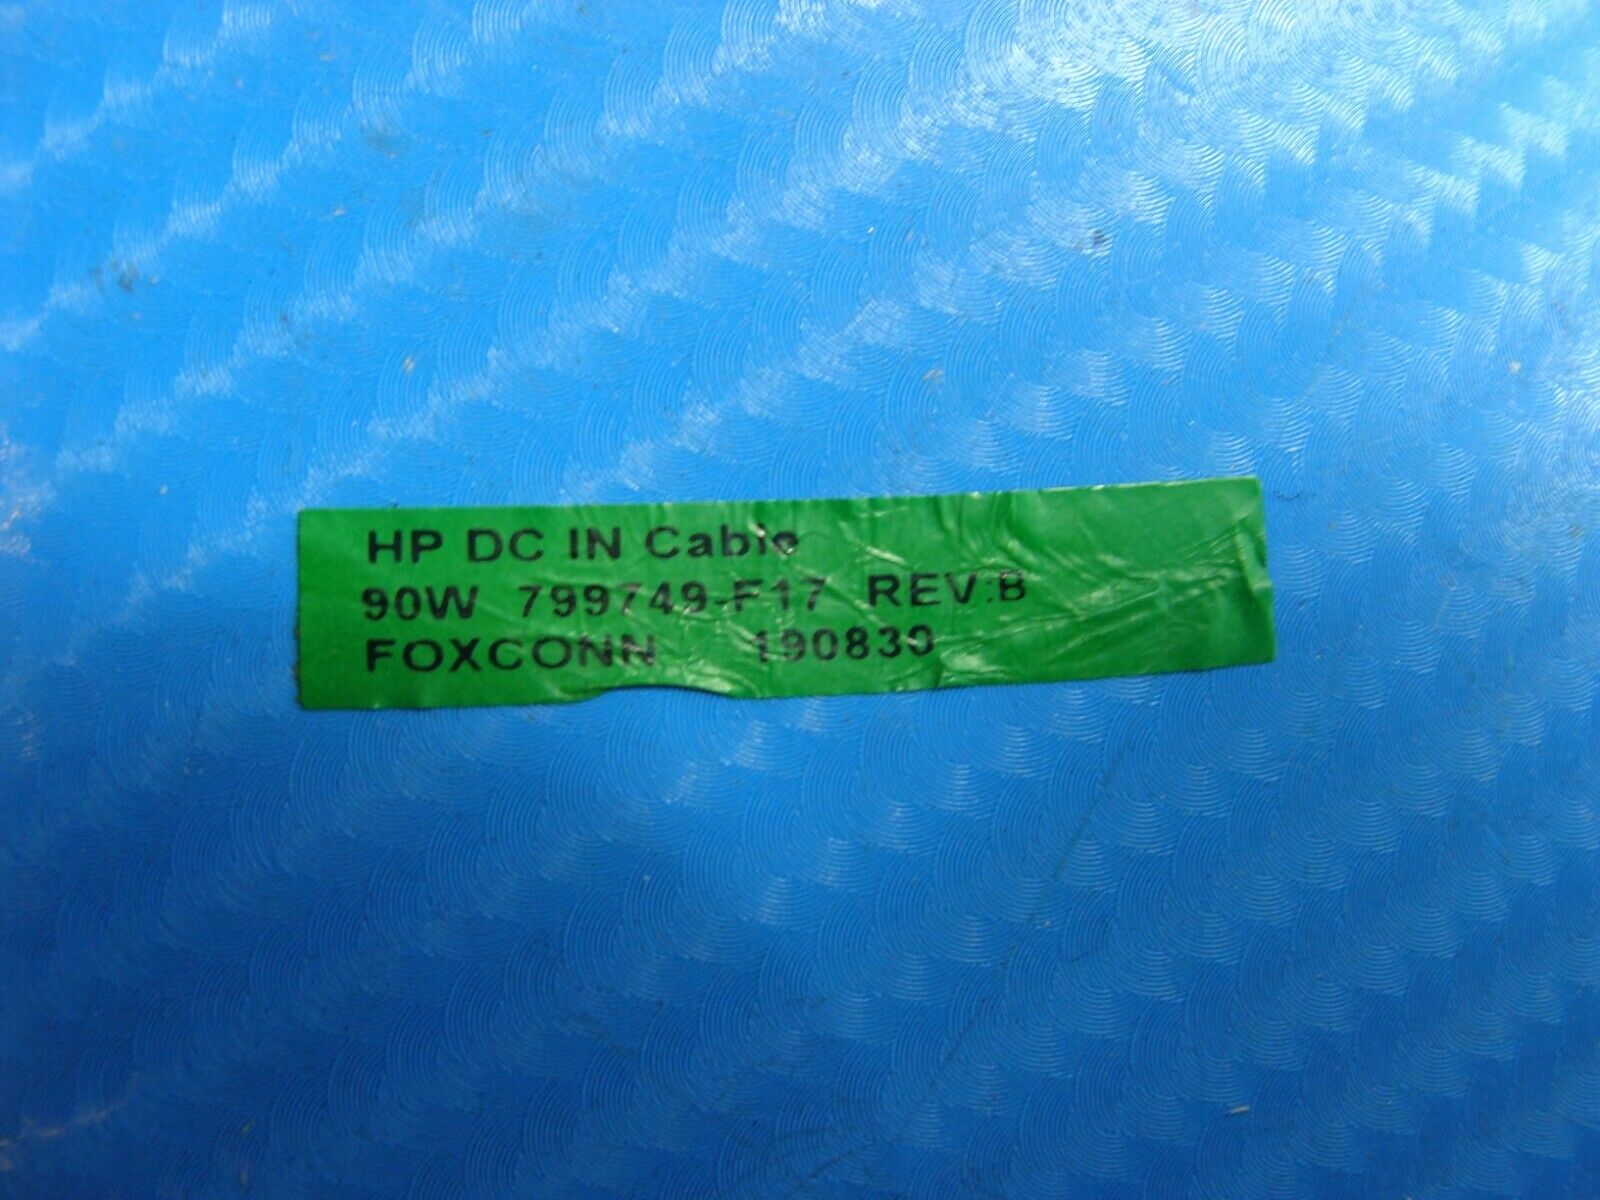 HP DC IN Cable
90W 799749-F17 REV:B
FOXCONN 190830